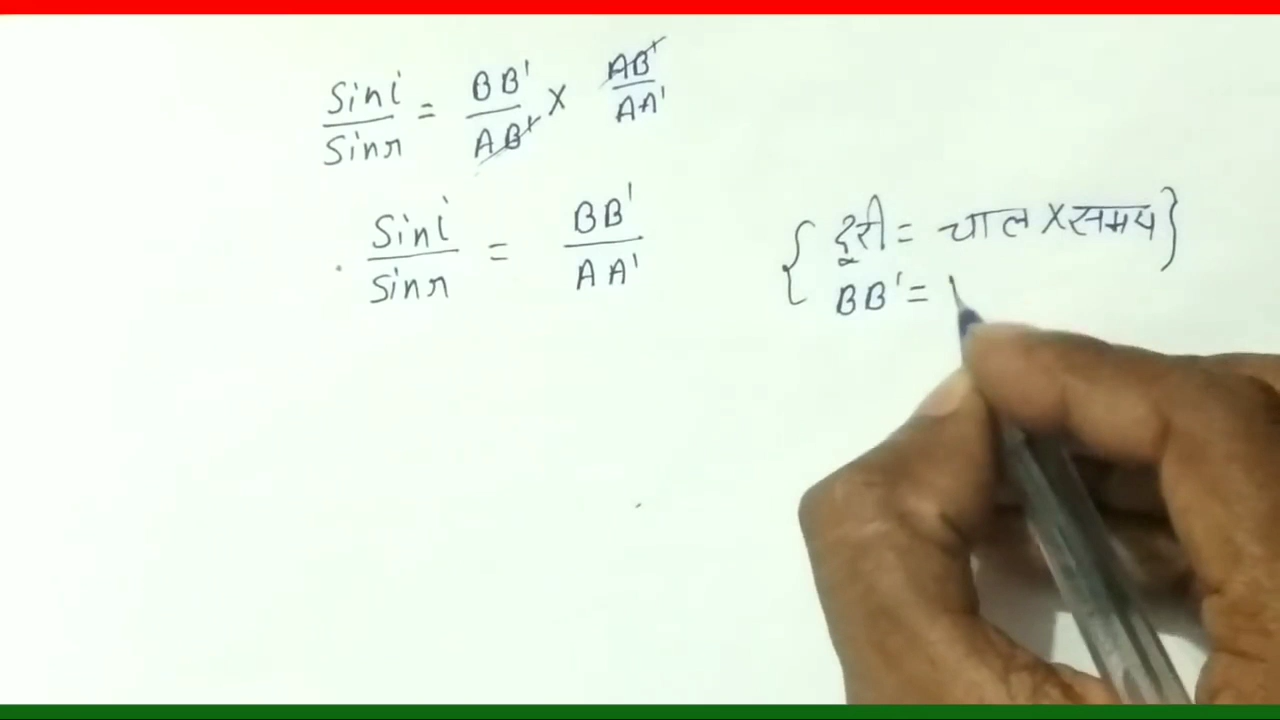 Sini/Sinr = BB'/AB' × AB'/AA'
Sini/Sinr = BB'/AA'
{ दूरी = चाल × समय }
BB' =